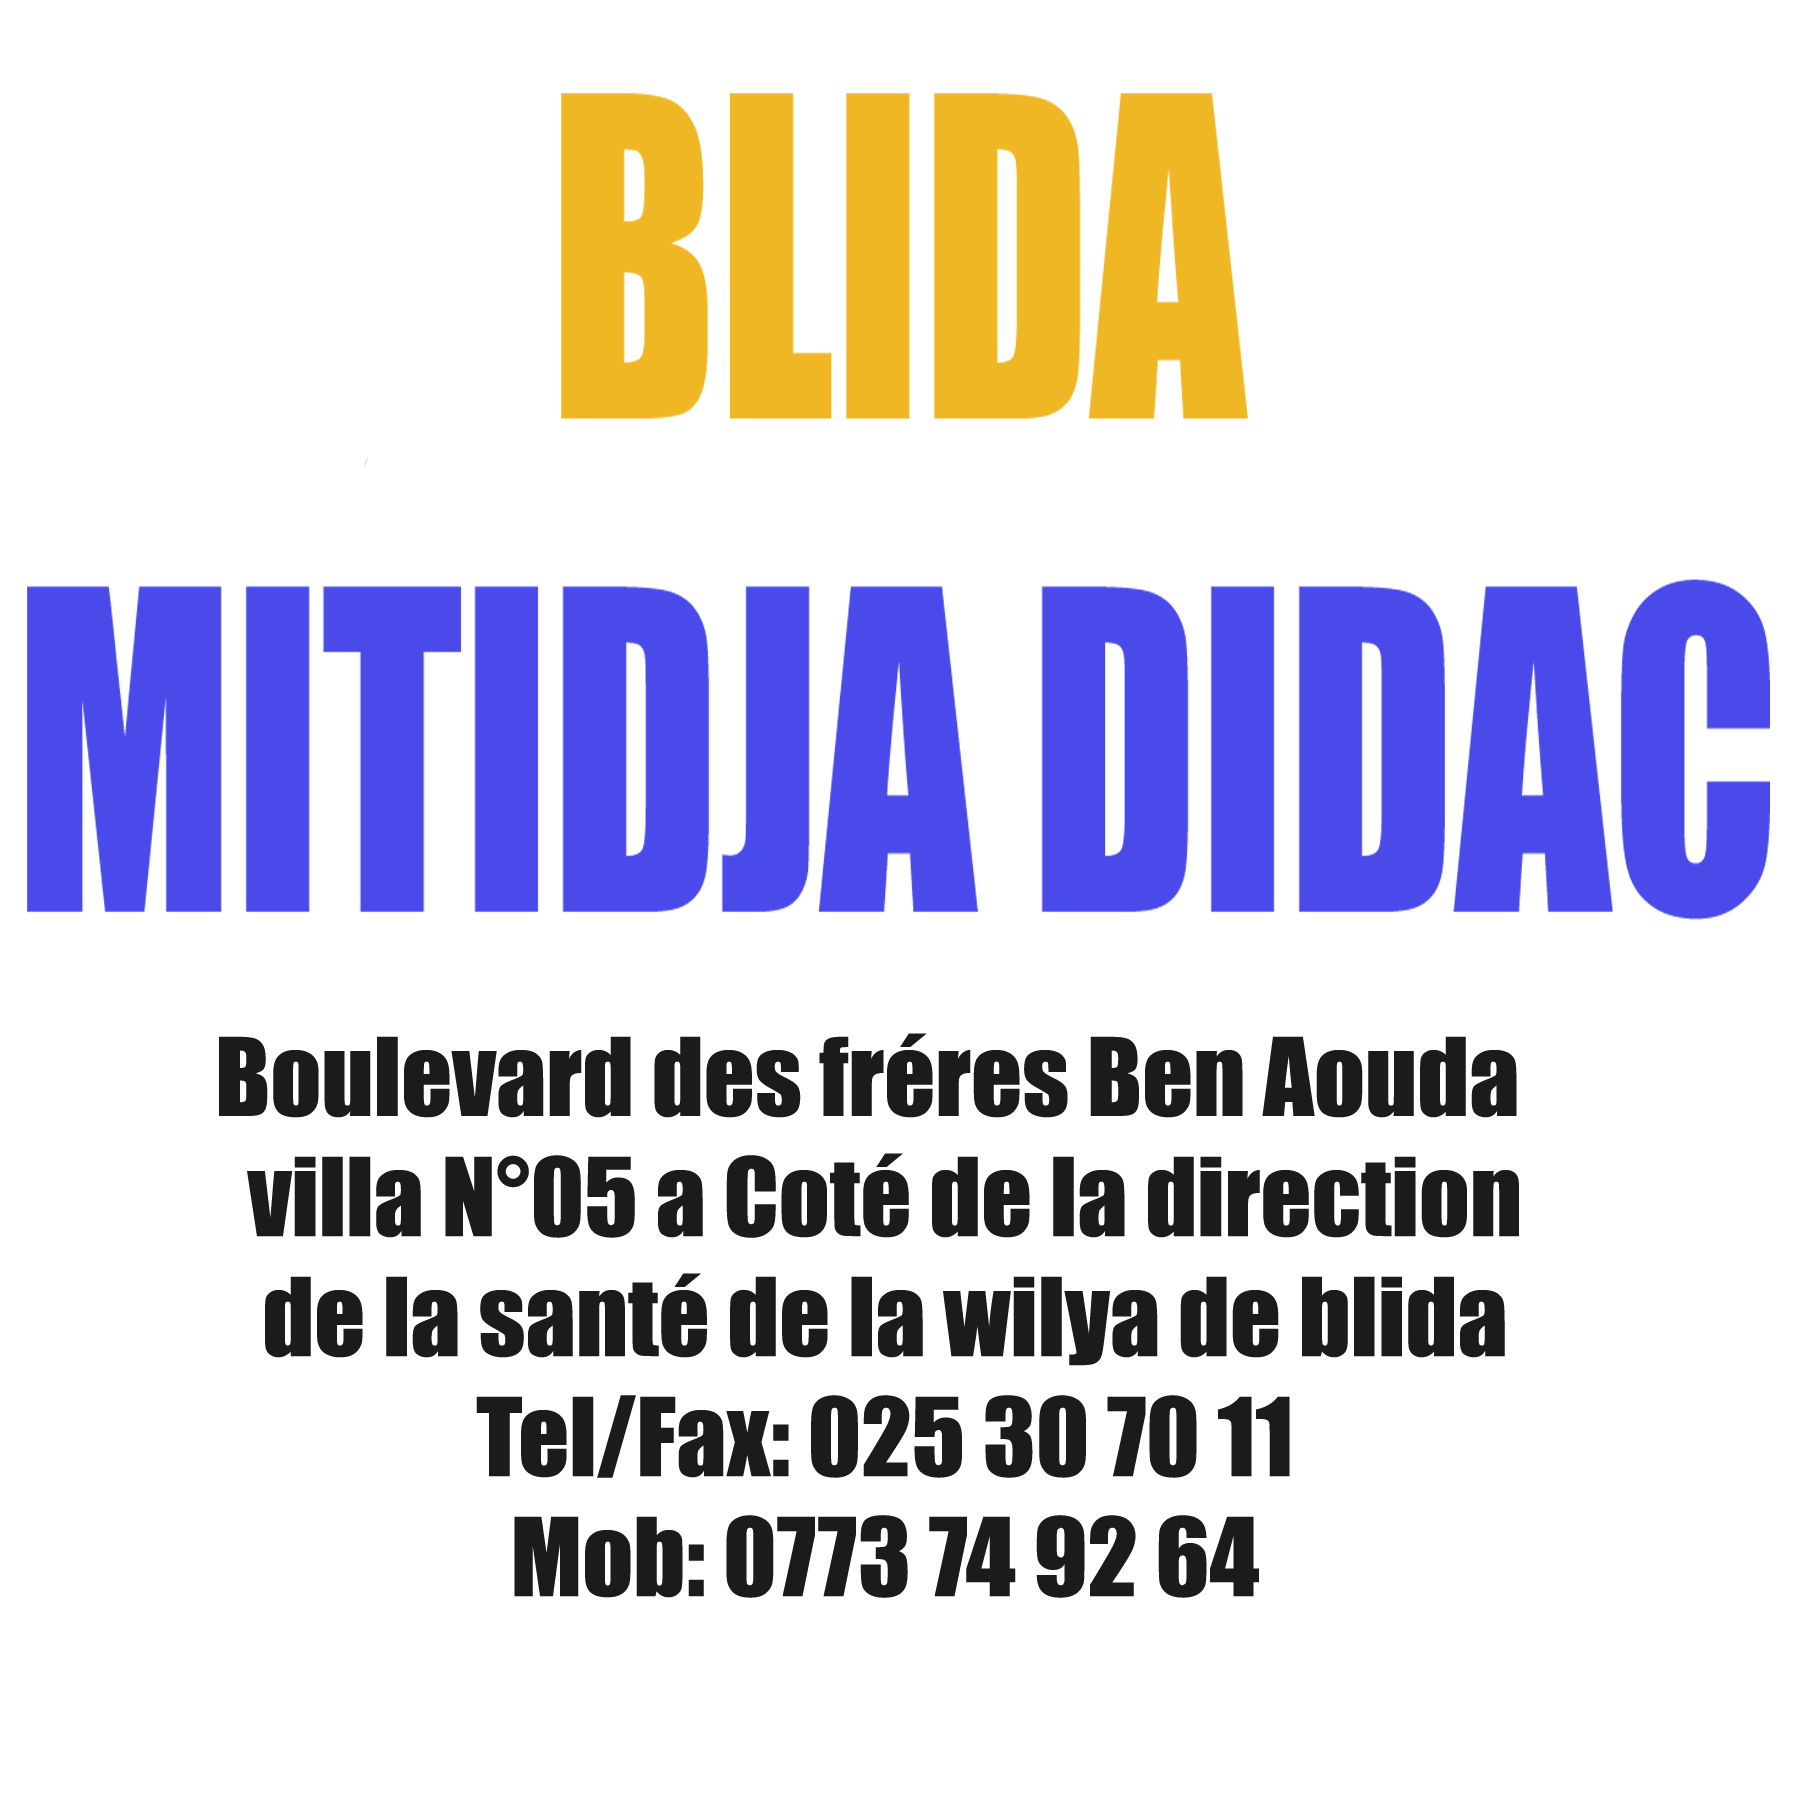 BLIDA
MITIDJA DIDAC
Boulevard des fréres Ben Aouda
villa N°05 a Coté de la direction
de la santé de la wilya de blida
Tel/Fax: 025 30 70 11
Mob: 0773 74 92 64